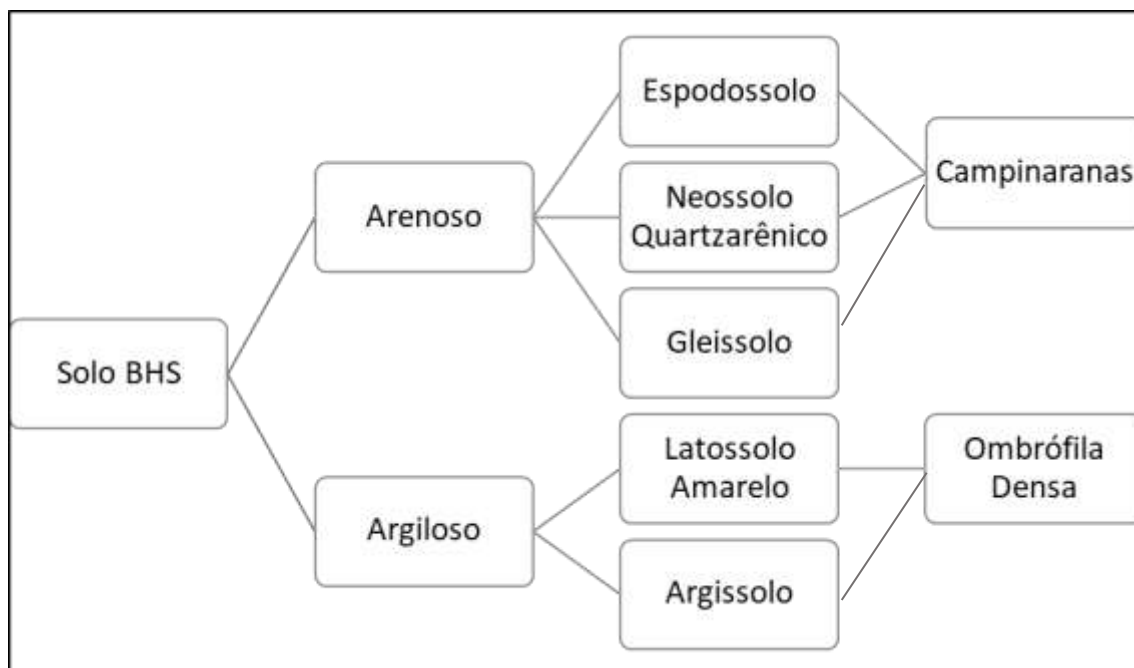 Solo BHS
Arenoso
Argiloso
Espodossolo
Neossolo
Quartzarênico
Gleissolo
Latossolo
Amarelo
Argissolo
Campinaranas
Ombrófila
Densa